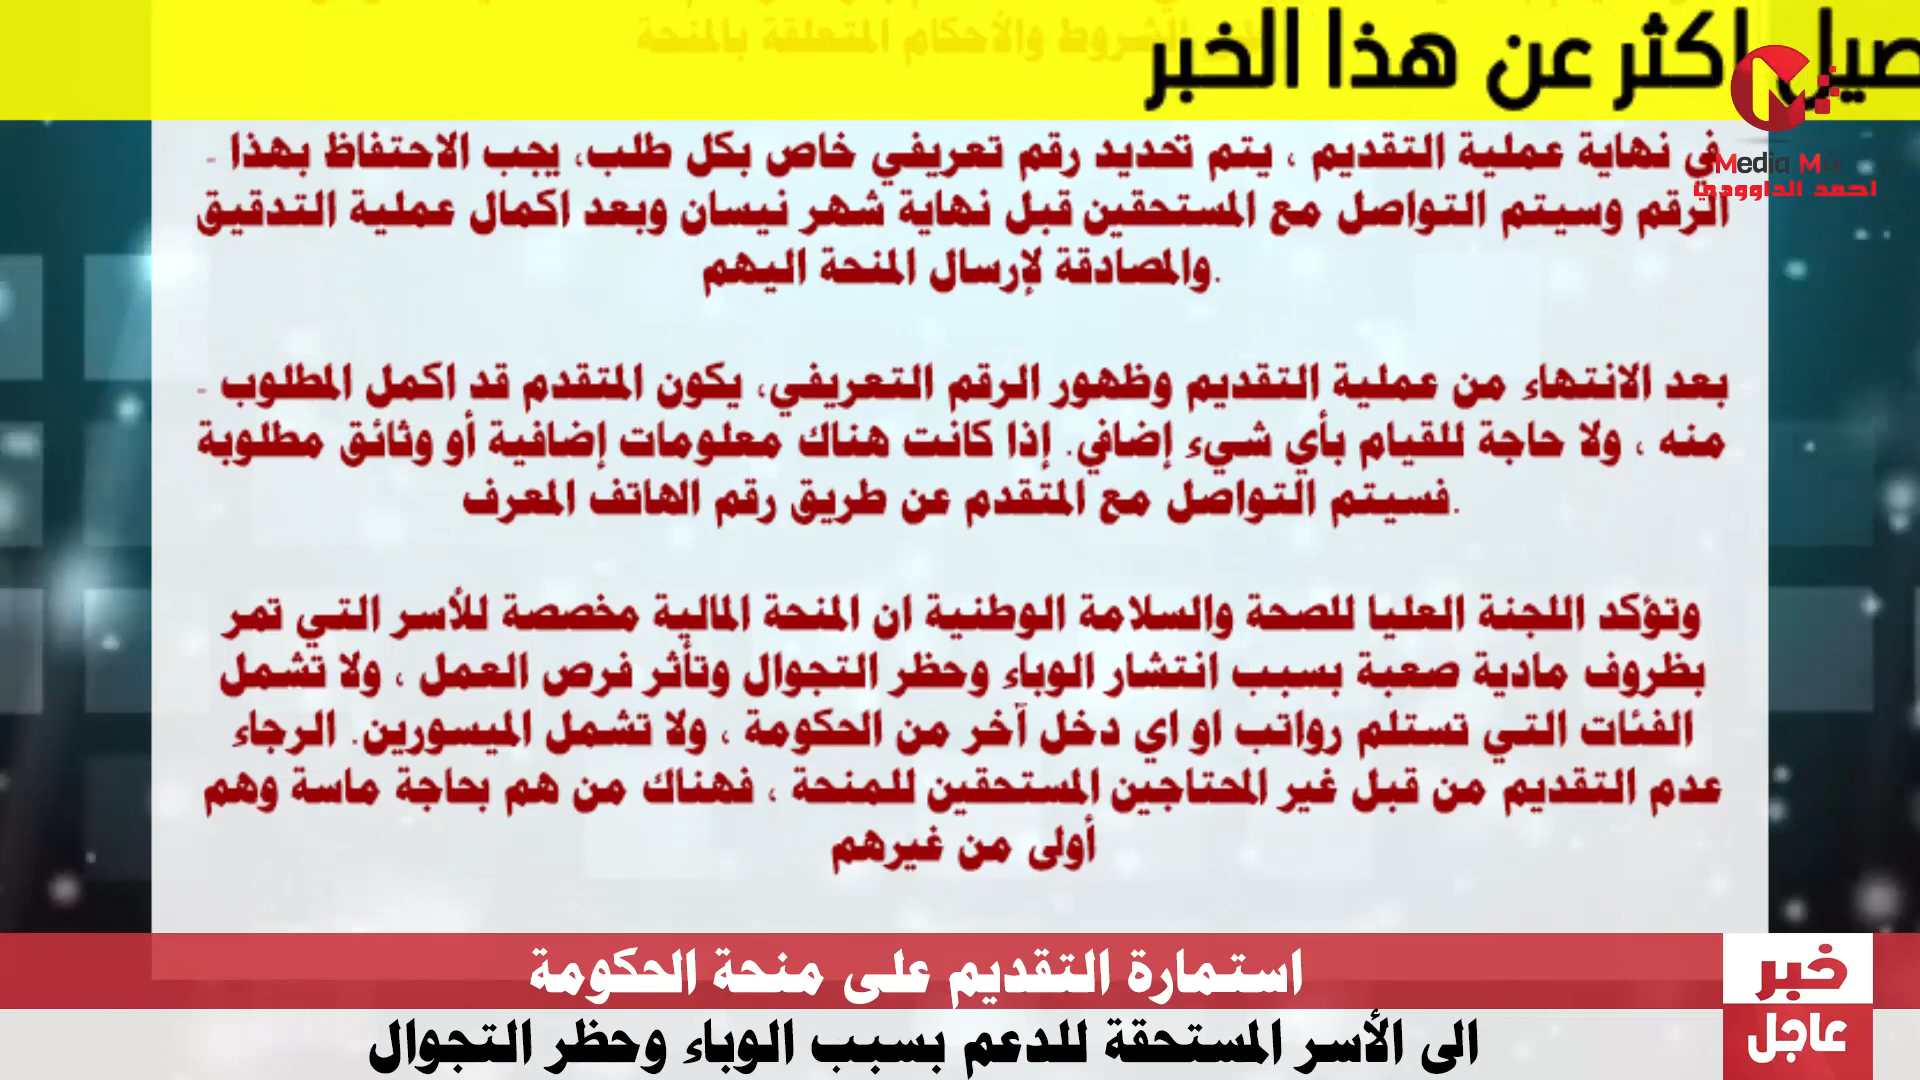 صيل اكثر عن هذا الخبر
على الشروط والأحكام المتعلقة بالمنحة
Media M
احمد الداوودي
في نهاية عملية التقديم ، يتم تحديد رقم تعريفي خاص بكل طلب، يجب الاحتفاظ بهذا -
الرقم وسيتم التواصل مع المستحقين قبل نهاية شهر نيسان وبعد اكمال عملية التدقيق
والمصادقة لإرسال المنحة اليهم.
بعد الانتهاء من عملية التقديم وظهور الرقم التعريفي، يكون المتقدم قد اكمل المطلوب -
منه ، ولا حاجة للقيام بأي شيء إضافي. إذا كانت هناك معلومات إضافية أو وثائق مطلوبة
فسيتم التواصل مع المتقدم عن طريق رقم الهاتف المعرف.
وتؤكد اللجنة العليا للصحة والسلامة الوطنية ان المنحة المالية مخصصة للأسر التي تمر
بظروف مادية صعبة بسبب انتشار الوباء وحظر التجوال وتأثر فرص العمل ، ولا تشمل
الفئات التي تستلم رواتب او اي دخل آخر من الحكومة ، ولا تشمل الميسورين. الرجاء
عدم التقديم من قبل غير المحتاجين المستحقين للمنحة ، فهناك من هم بحاجة ماسة وهم
أولى من غيرهم
استمارة التقديم على منحة الحكومة
خبر
عاجل
الى الأسر المستحقة للدعم بسبب الوباء وحظر التجوال